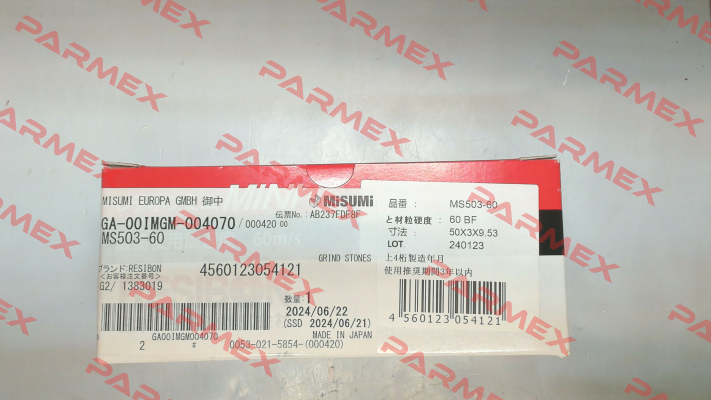 MISUMI EUROPA GMBH 御中
MISUMI
伝票No.: AB237FDF8F
GA-00IMGM-004070/000420 00
MS503-60
GRIND STONES
ブランド:RESIBON
4560123054121
<お客様注文番号>
G2/ 1383019
数量:1
2024/06/22
(SSD 2024/06/21)
MADE IN JAPAN
GA00IMGM004070
2
0053-021-5854-(000420)
品番 : MS503-60
と材粒硬度 : 60 BF
寸法 : 50X3X9.53
LOT 240123
上4桁製造年月
使用推奨期間3年以内
4 560123 054121
PARMEX